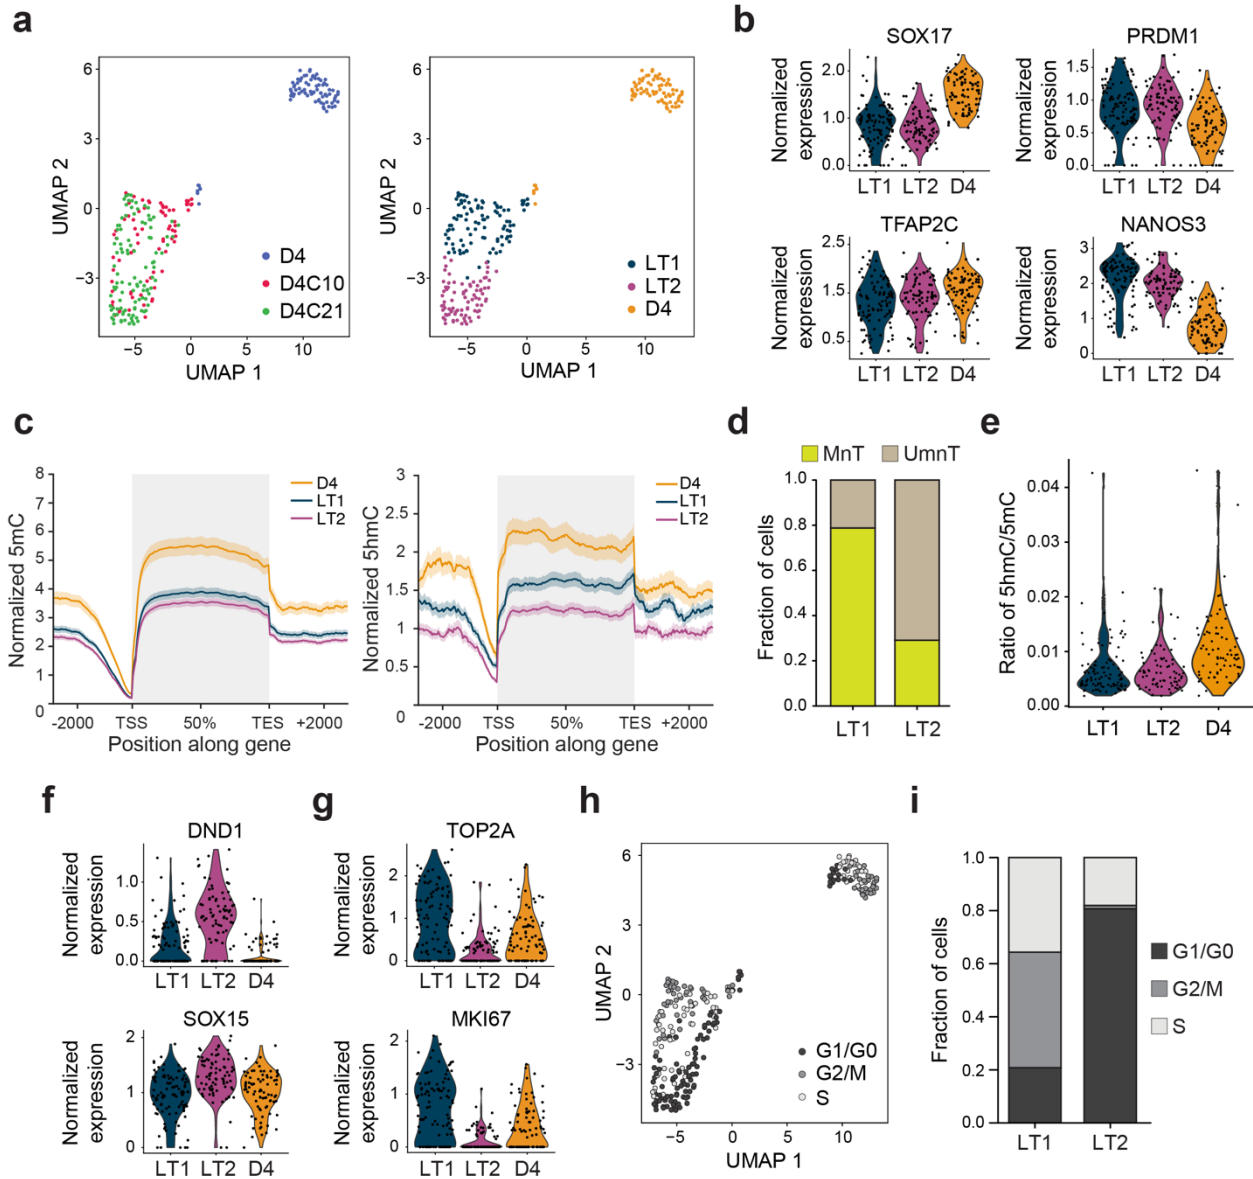 a
UMAP 2
6
3
0
−3
−5
0
5
10
UMAP 1
D4
D4C10
D4C21
UMAP 2
6
3
0
−3
−5
0
5
10
UMAP 1
LT1
LT2
D4
b
SOX17
Normalized
expression
2.0
1.0
0.0
LT1 LT2 D4
PRDM1
Normalized
expression
1.5
1.0
0.5
0.0
LT1 LT2 D4
TFAP2C
Normalized
expression
2.5
1.5
0.5
LT1 LT2 D4
NANOS3
Normalized
expression
3
2
1
0
LT1 LT2 D4
c
Normalized 5mC
8
7
6
5
4
3
2
1
0
D4
LT1
LT2
-2000 TSS 50% TES +2000
Position along gene
Normalized 5hmC
3
2.5
2
1.5
1
0.5
0
D4
LT1
LT2
-2000 TSS 50% TES +2000
Position along gene
d
MnT UmnT
Fraction of cells
1.0
0.8
0.6
0.4
0.2
0.0
LT1 LT2
e
Ratio of 5hmC/5mC
0.04
0.03
0.02
0.01
0.00
LT1 LT2 D4
f
DND1
Normalized
expression
1.0
0.5
0.0
LT1 LT2 D4
SOX15
Normalized
expression
2
1
0
LT1 LT2 D4
g
TOP2A
Normalized
expression
2
1
0
LT1 LT2 D4
MKI67
Normalized
expression
2
1
0
LT1 LT2 D4
h
UMAP 2
6
3
0
−3
−5
0
5
10
UMAP 1
G1/G0
G2/M
S
i
Fraction of cells
1.0
0.8
0.6
0.4
0.2
0.0
LT1 LT2
G1/G0
G2/M
S